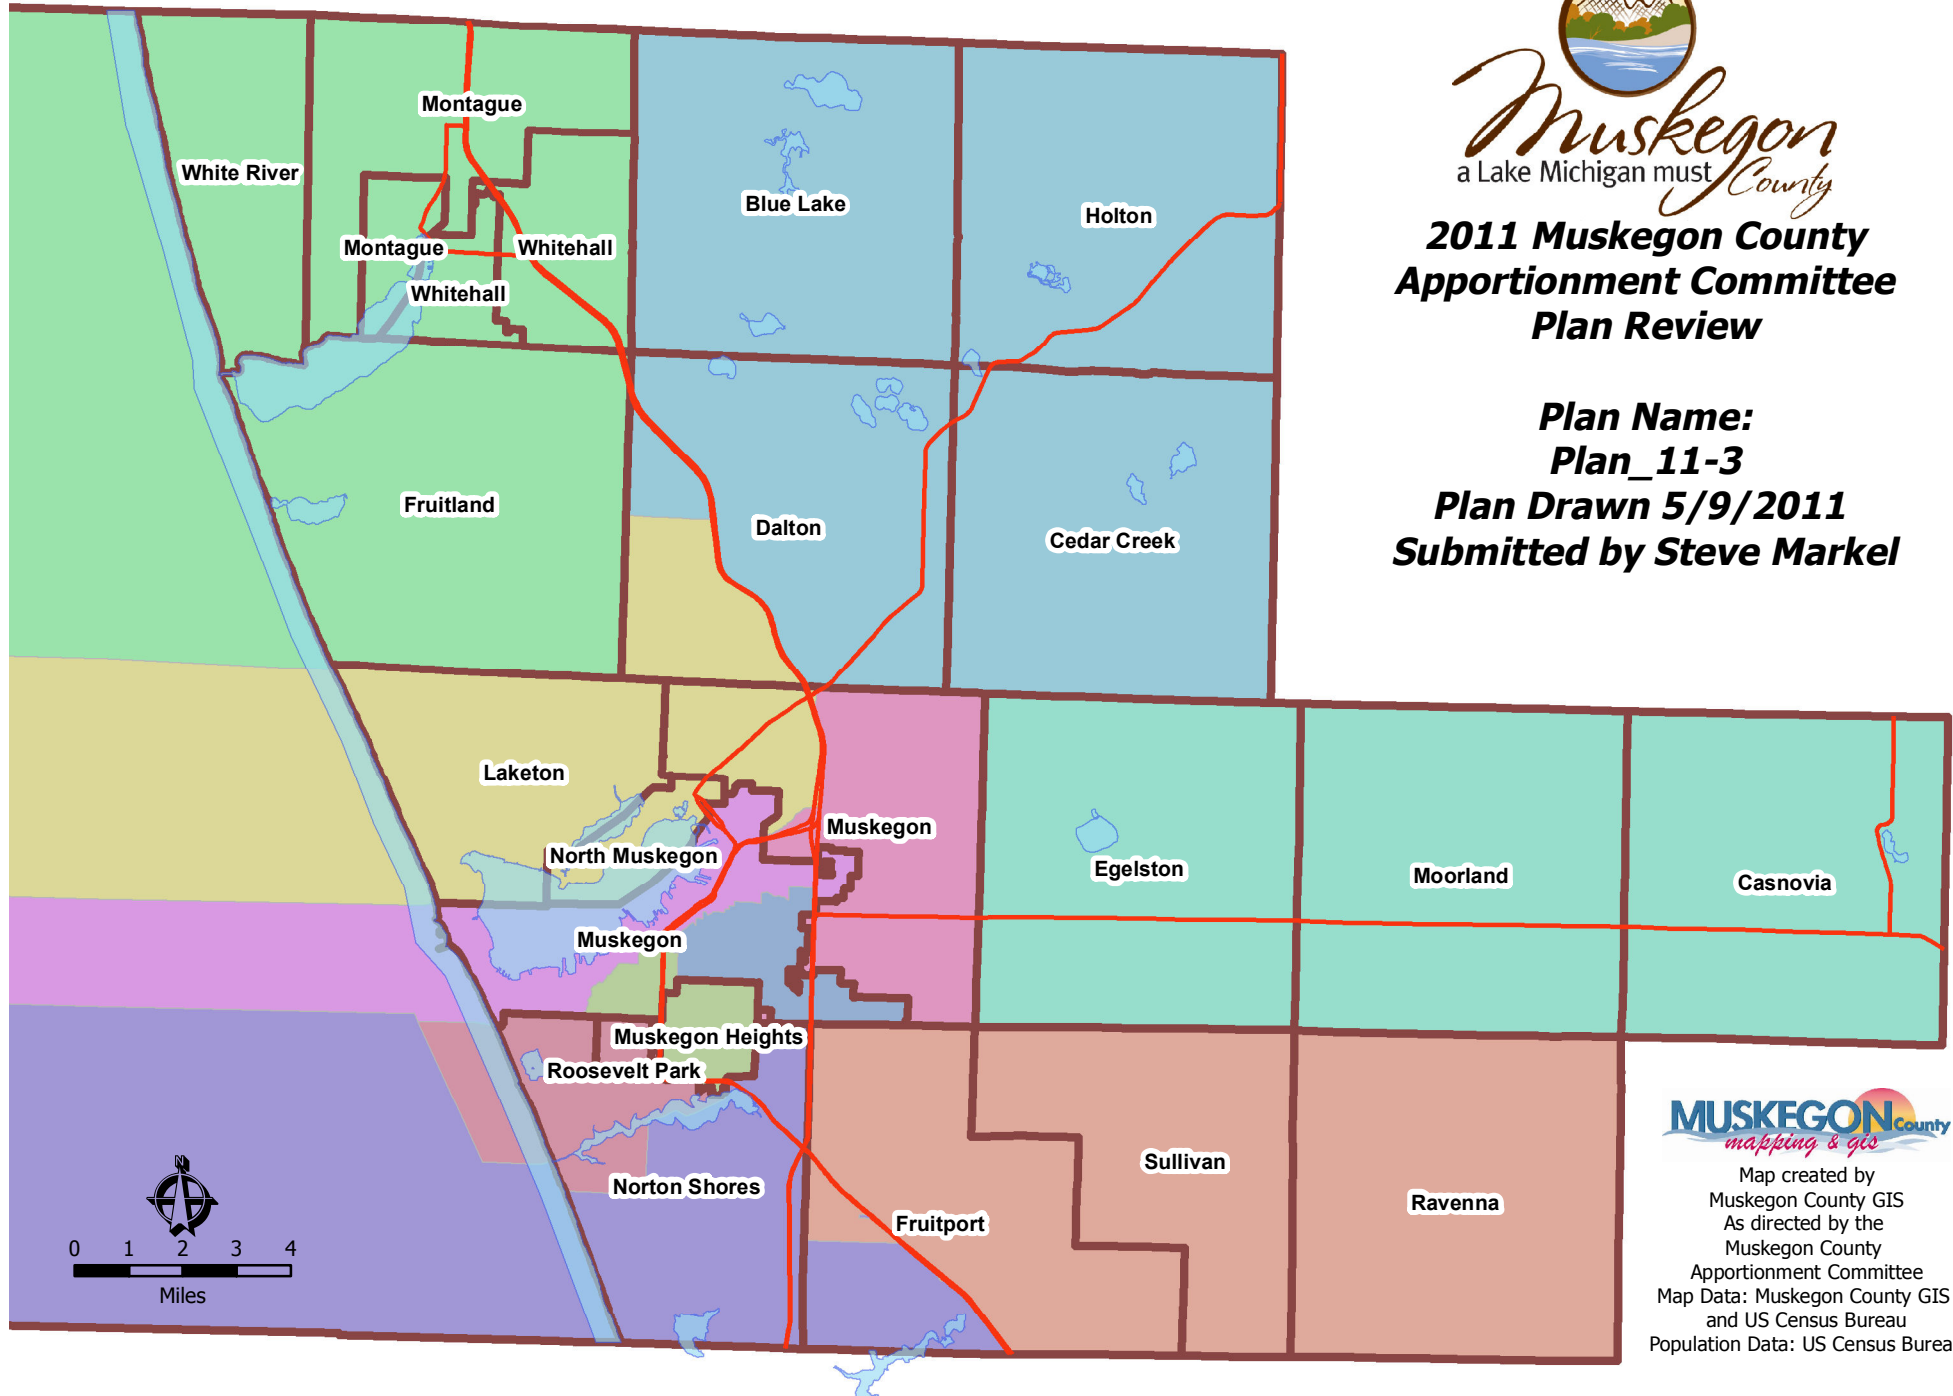 Muskegon
a Lake Michigan must
County
2011 Muskegon County
Apportionment Committee
Plan Review
Plan Name:
Plan_11-3
Plan Drawn 5/9/2011
Submitted by Steve Markel
Montague
White River
Blue Lake
Holton
Montague
Whitehall
Whitehall
Fruitland
Dalton
Cedar Creek
Laketon
Muskegon
North Muskegon
Egelston
Moorland
Casnovia
Muskegon
Muskegon Heights
Roosevelt Park
Norton Shores
Sullivan
Ravenna
Fruitport
N
0 1 2 3 4
Miles
MUSKEGON County
mapping & gis
Map created by
Muskegon County GIS
As directed by the
Muskegon County
Apportionment Committee
Map Data: Muskegon County GIS
and US Census Bureau
Population Data: US Census Burea